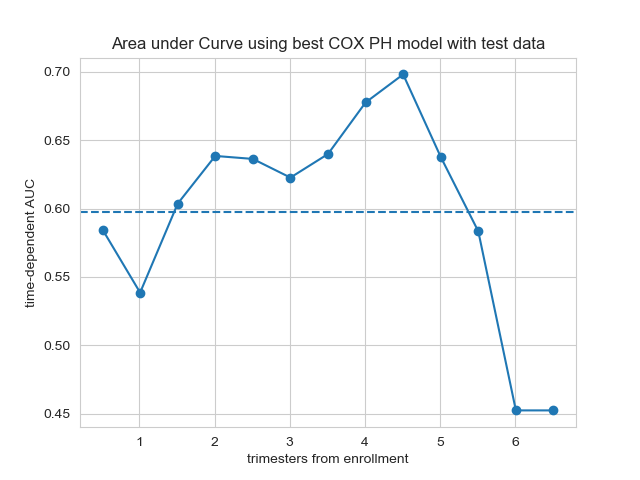 Area under Curve using best COX PH model with test data
time-dependent AUC
0.70
0.65
0.60
0.55
0.50
0.45
1 2 3 4 5 6
trimesters from enrollment